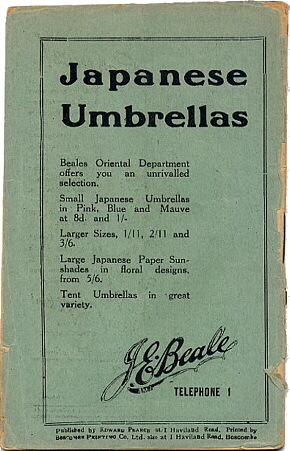 Japanese
Umbrellas
Beales Oriental Department
offers you an unrivalled
selection.
Small Japanese Umbrellas
in Pink, Blue and Mauve
at 8d. and 1/-
Larger Sizes, 1/11, 2/11 and
3/6.
Large Japanese Paper Sun-
shades in floral designs,
from 5/6.
Tent Umbrellas in great
variety.
J.E.Beale
TELEPHONE 1
Published by EDWARD at 1 Haviland Road, Printed by
BOSCOMBE PRINTING Co. Ltd. also at 1 Haviland Road, Boscombe